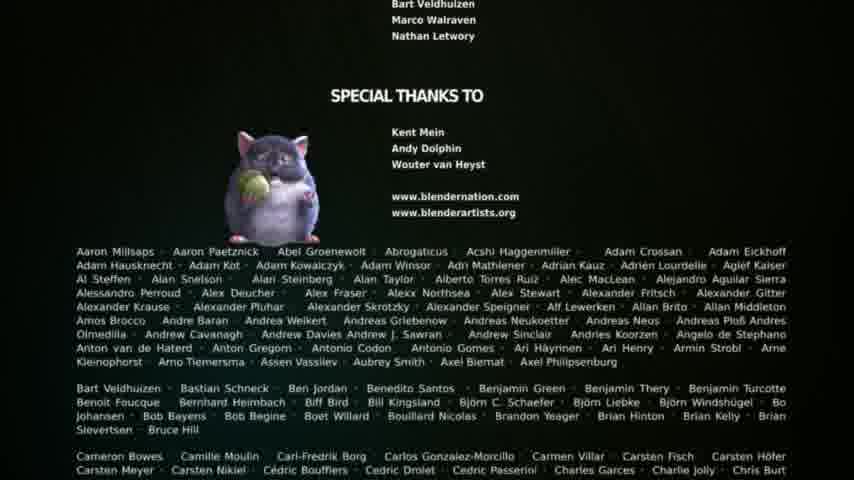 Bart Veldhuizen
Marco Walraven
Nathan Letwory
SPECIAL THANKS TO
Kent Mein
Andy Dolphin
Wouter van Heyst
www.blendernation.com
www.blenderartists.org
Aaron Millsaps · Aaron Paetznick · Abel Groenewolt · Abrogaticus · Acshi Haggenmiller · Adam Crossan · Adam Eickhoff
Adam Hausknecht · Adam Kot · Adam Kowalczyk · Adam Winsor · Adri Mathlener · Adrian Kauz · Adrien Lourdelle · Agief Kaiser
Al Steffen · Alan Snelson · Alan Steinberg · Alan Taylor · Alberto Torres Ruiz · Alec MacLean · Alejandro Aguilar Sierra
Alessandro Perroud · Alex Deucher · Alex Fraser · Alexx Northsea · Alex Stewart · Alexander Fritsch · Alexander Gitter
Alexander Krause · Alexander Pluhar · Alexander Skrotzky · Alexander Speigner · Alf Lewerken · Allan Brito · Allan Middleton
Amos Brocco · Andre Baran · Andrea Weikert · Andreas Griebenow · Andreas Neukoetter · Andreas Neus · Andreas Ploß Andres
Olmedilla · Andrew Cavanagh · Andrew Davies Andrew J. Sawran · Andrew Sinclair · Andries Koorzen · Angelo de Stephano
Anton van de Haterd · Anton Gregorn · Antonio Codon · Antonio Gomes · Ari Häyrinen · Ari Henry · Armin Strobl · Arne
Kleinophorst · Arno Tiemersma · Assen Vassilev · Aubrey Smith · Axel Biernat · Axel Philipsenburg
Bart Veldhuizen · Bastian Schneck · Ben Jordan · Benedito Santos · Benjamin Green · Benjamin Thery · Benjamin Turcotte
Benoit Foucque · Bernhard Heimbach · Biff Bird · Bill Kingsland · Björn C. Schaefer · Björn Liebke · Björn Windshügel · Bo
Johansen · Bob Bayens · Bob Begine · Boet Willard · Bouillard Nicolas · Brandon Yeager · Brian Hinton · Brian Kelly · Brian
Sievertsen · Bruce Hill
Cameron Bowes · Camille Moulin · Carl-Fredrik Borg · Carlos Gonzalez-Morcillo · Carmen Villar · Carsten Fisch · Carsten Höfer
Carsten Meyer · Carsten Nikiel · Cédric Boufflers · Cedric Drolet · Cedric Passerini · Charles Garces · Charlie Jolly · Chris Burt